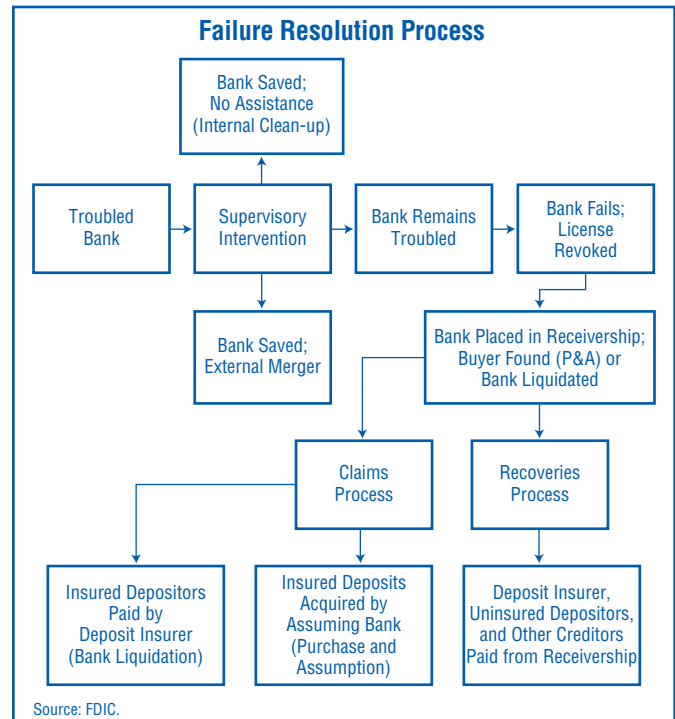 Failure Resolution Process
Bank Saved;
No Assistance
(Internal Clean-up)
Troubled
Bank
Supervisory
Intervention
Bank Remains
Troubled
Bank Fails;
License
Revoked
Bank Saved;
External Merger
Bank Placed in Receivership;
Buyer Found (P&A) or
Bank Liquidated
Claims
Process
Recoveries
Process
Insured Depositors
Paid by
Deposit Insurer
(Bank Liquidation)
Insured Deposits
Acquired by
Assuming Bank
(Purchase and
Assumption)
Deposit Insurer,
Uninsured Depositors,
and Other Creditors
Paid from Receivership
Source: FDIC.